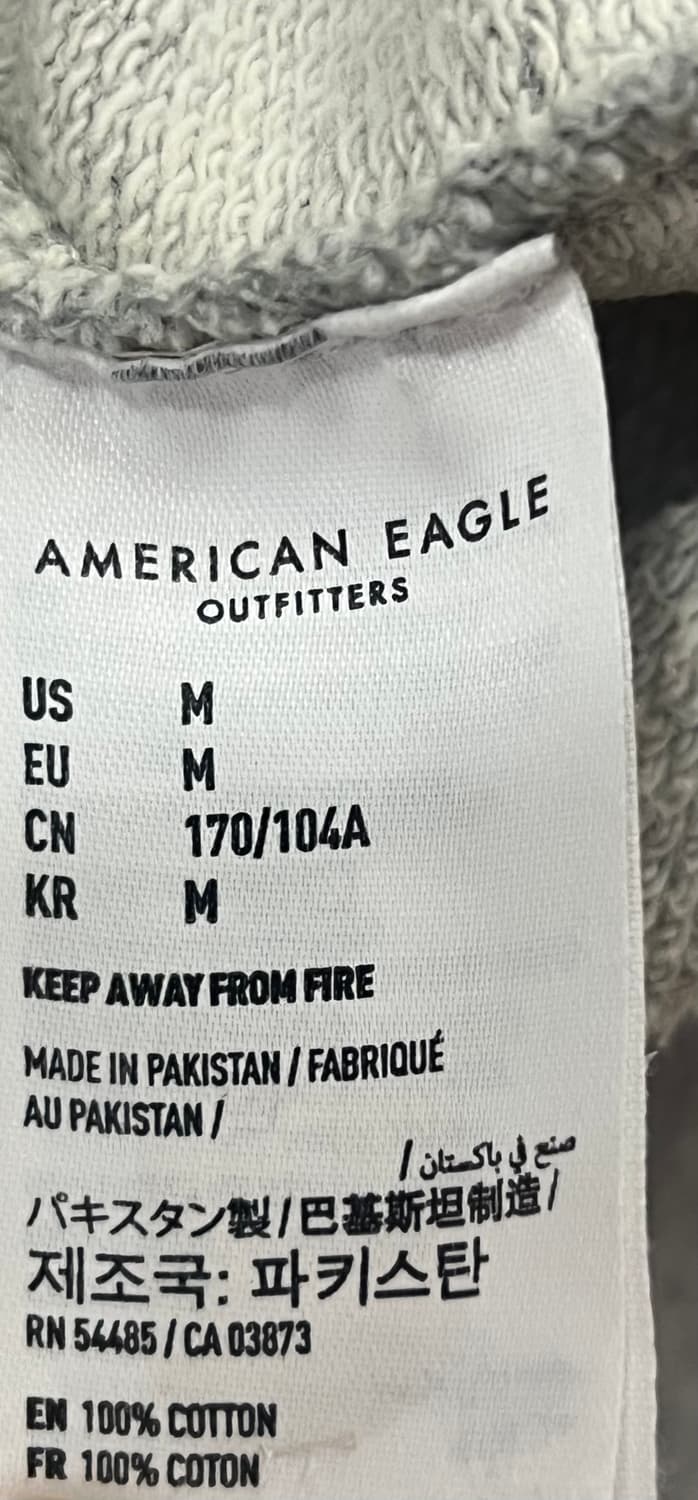 AMERICAN EAGLE
OUTFITTERS
US M
EU M
CN 170/104A
KR M
KEEP AWAY FROM FIRE
MADE IN PAKISTAN / FABRIQUÉ
AU PAKISTAN /
صنع في باكستان /
パキスタン製 / 巴基斯坦制造 /
제조국: 파키스탄
RN 54485 / CA 03873
EN 100% COTTON
FR 100% COTON